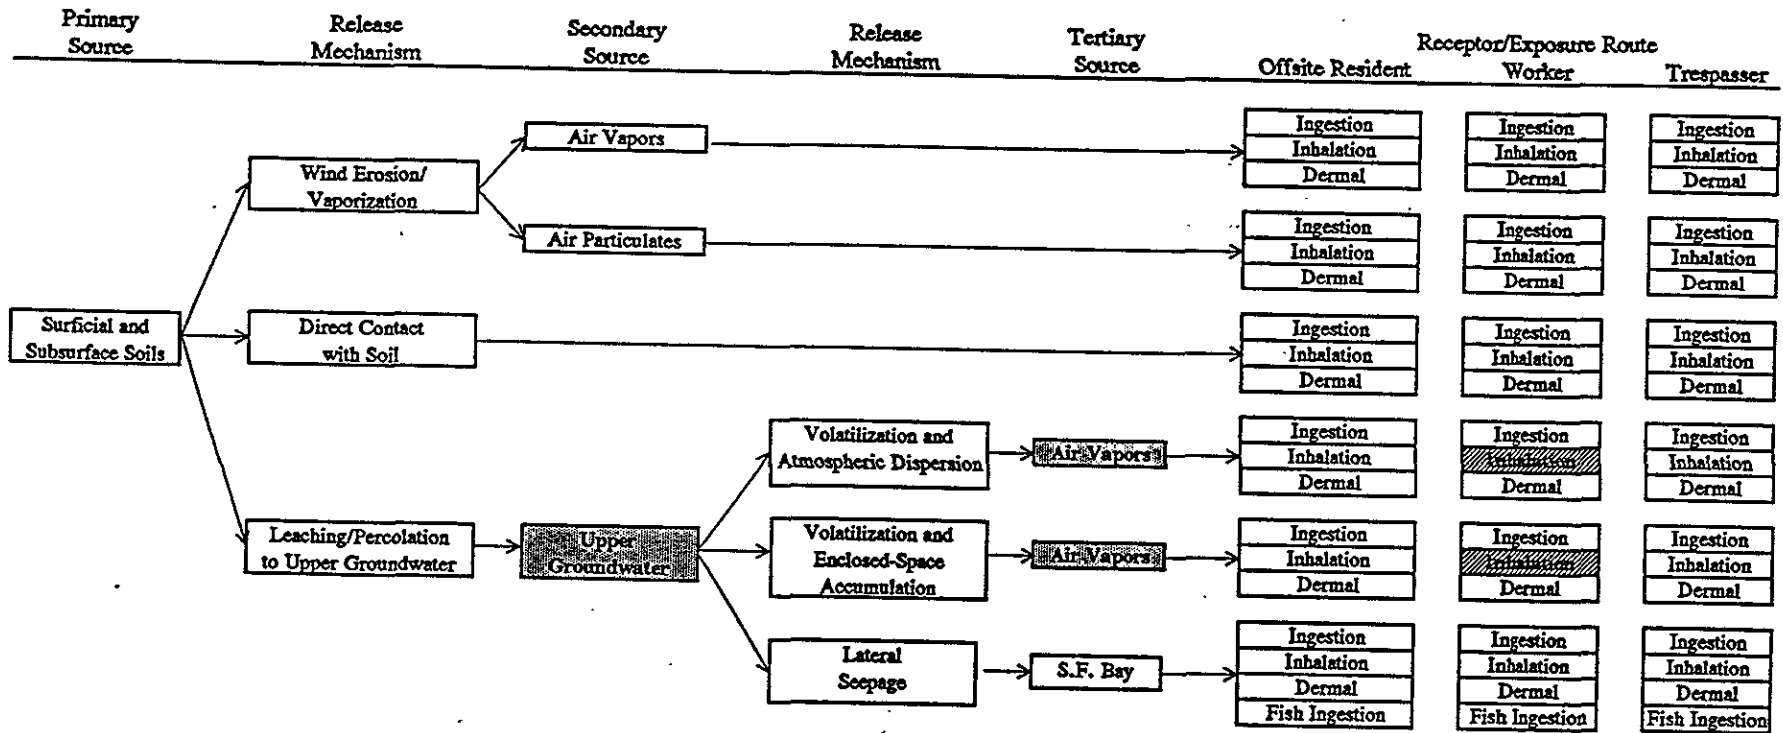 Primary
Source
Release
Mechanism
Secondary
Source
Release
Mechanism
Tertiary
Source
Receptor/Exposure Route
Offsite Resident
Worker
Trespasser
Surficial and
Subsurface Soils
Wind Erosion/
Vaporization
Air Vapors
Ingestion
Inhalation
Dermal
Ingestion
Inhalation
Dermal
Ingestion
Inhalation
Dermal
Air Particulates
Ingestion
Inhalation
Dermal
Ingestion
Inhalation
Dermal
Ingestion
Inhalation
Dermal
Direct Contact
with Soil
Ingestion
Inhalation
Dermal
Ingestion
Inhalation
Dermal
Ingestion
Inhalation
Dermal
Leaching/Percolation
to Upper Groundwater
Upper
Groundwater
Volatilization and
Atmospheric Dispersion
Air Vapors
Ingestion
Inhalation
Dermal
Ingestion
Inhalation
Dermal
Ingestion
Inhalation
Dermal
Volatilization and
Enclosed-Space
Accumulation
Air Vapors
Ingestion
Inhalation
Dermal
Ingestion
Inhalation
Dermal
Ingestion
Inhalation
Dermal
Lateral
Seepage
S.F. Bay
Ingestion
Inhalation
Dermal
Fish Ingestion
Ingestion
Inhalation
Dermal
Fish Ingestion
Ingestion
Inhalation
Dermal
Fish Ingestion